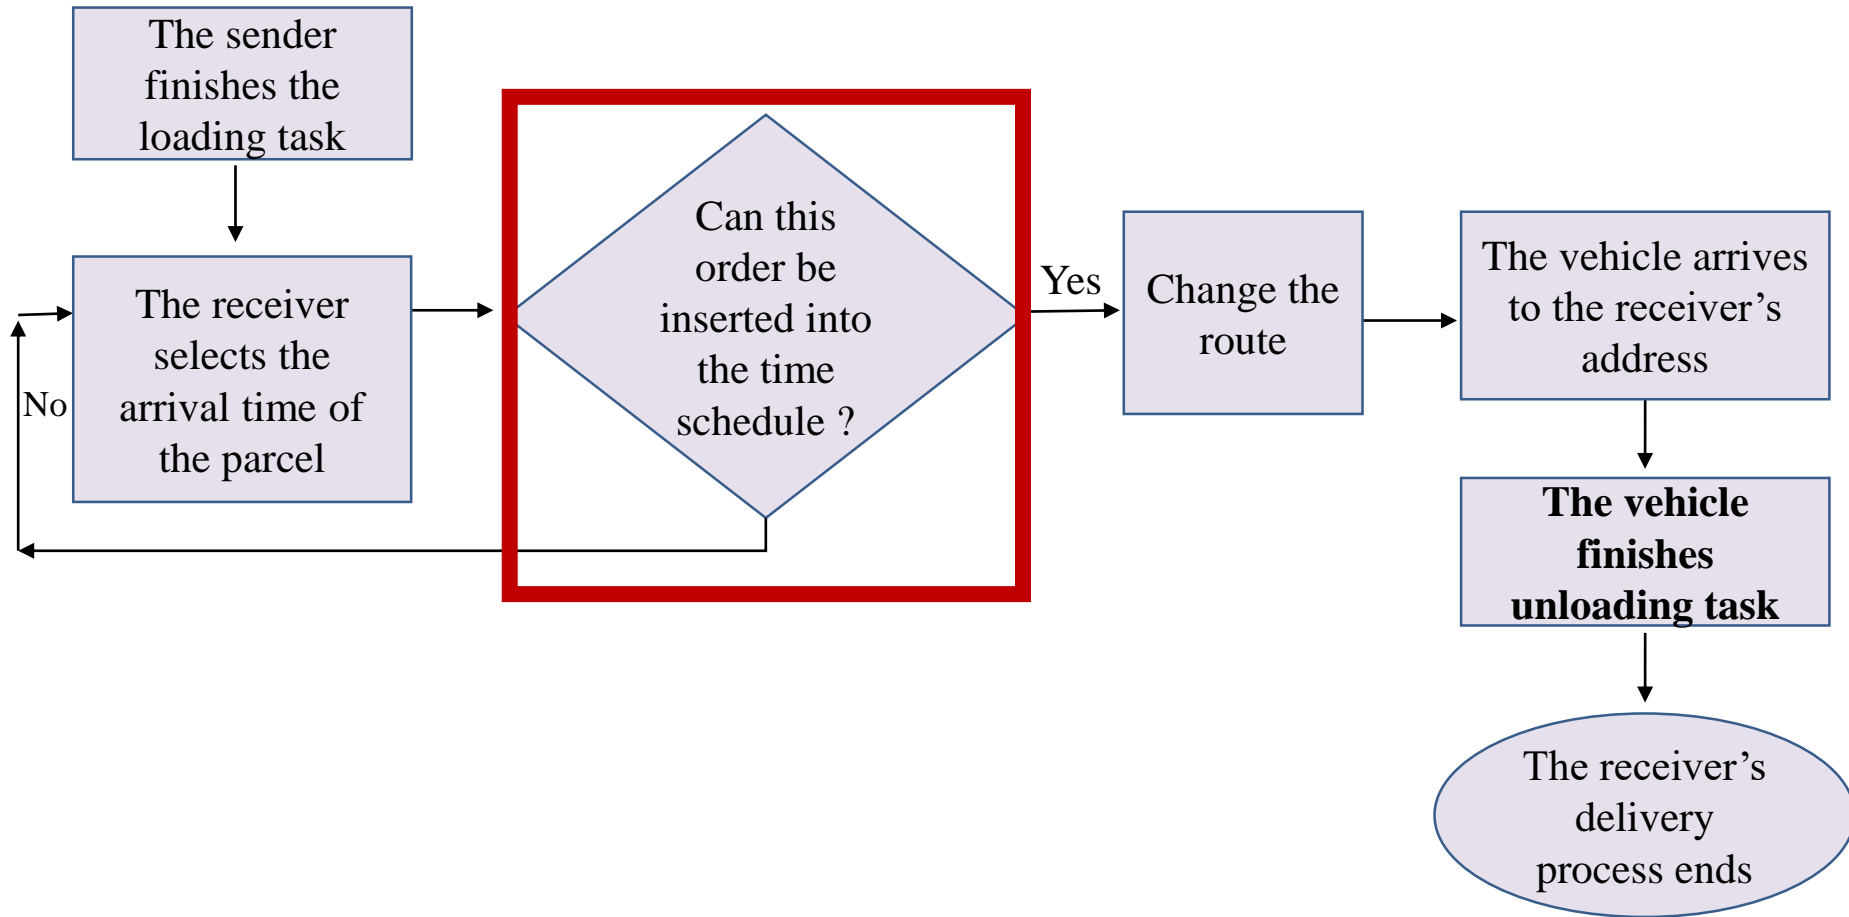 The sender
finishes the
loading task
The receiver
selects the
arrival time of
the parcel
No
Can this
order be
inserted into
the time
schedule ?
Yes
Change the
route
The vehicle arrives
to the receiver’s
address
The vehicle
finishes
unloading task
The receiver’s
delivery
process ends